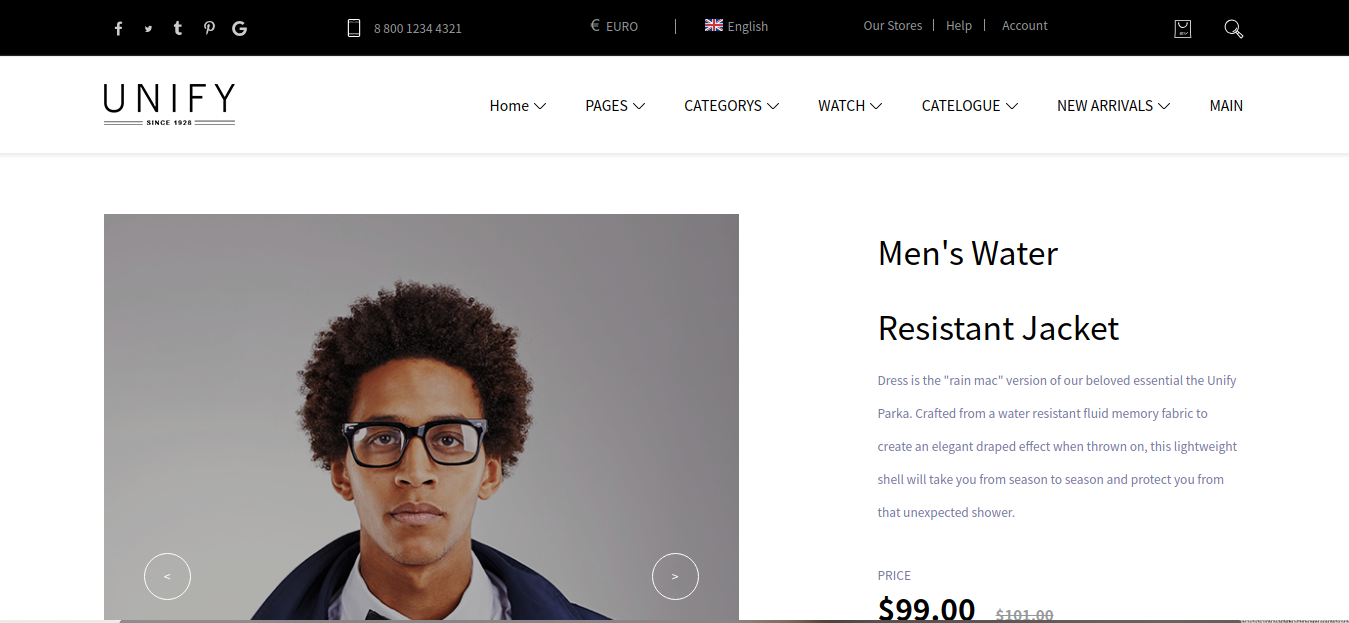 8 800 1234 4321
€ EURO
English
Our Stores
Help
Account
UNIFY
SINCE 1928
Home
PAGES
CATEGORYS
WATCH
CATELOGUE
NEW ARRIVALS
MAIN
Men's Water
Resistant Jacket
Dress is the "rain mac" version of our beloved essential the Unify
Parka. Crafted from a water resistant fluid memory fabric to
create an elegant draped effect when thrown on, this lightweight
shell will take you from season to season and protect you from
that unexpected shower.
< >
PRICE
$99.00 $101.00